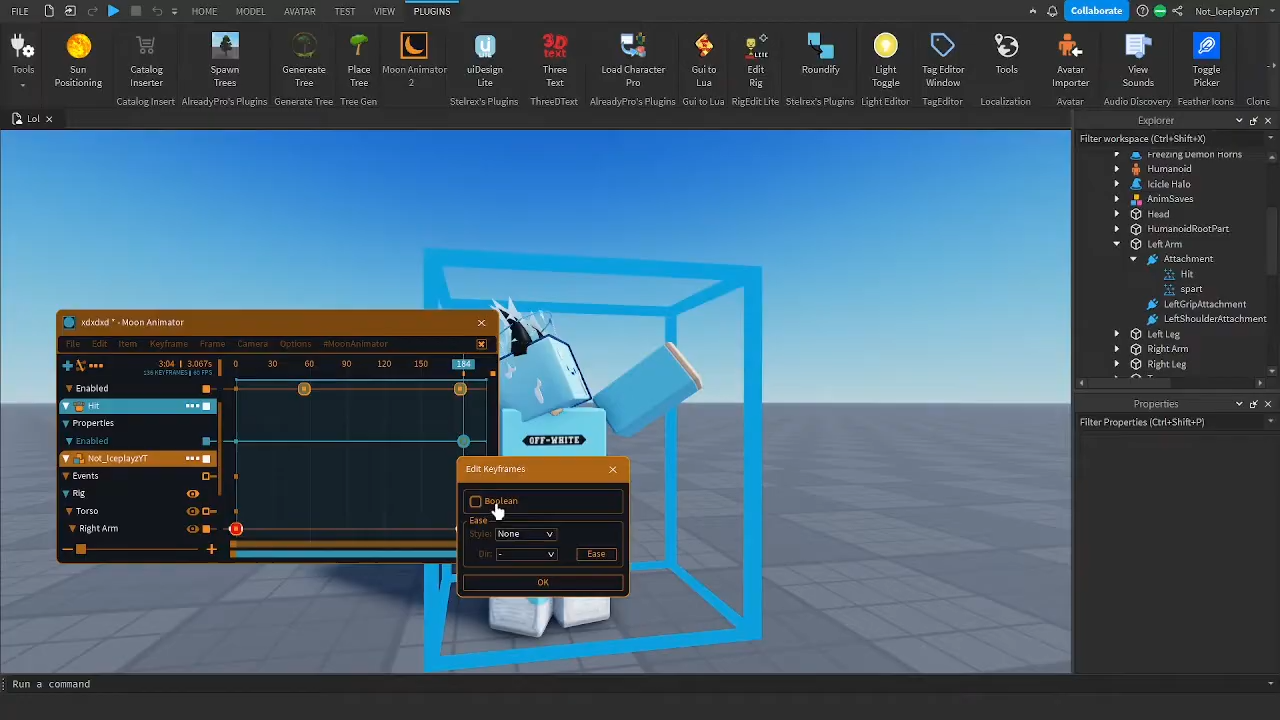 FILE HOME MODEL AVATAR TEST VIEW PLUGINS Collaborate Not_IceplayzYT
Tools
Sun Positioning
Catalog Inserter
Spawn Trees
Genereate Tree
Place Tree
Moon Animator 2
uiDesign Lite
Three Text
Load Character Pro
Gui to Lua
Edit Rig
Roundify
Light Toggle
Tag Editor Window
Tools
Avatar Importer
View Sounds
Toggle Picker
Catalog Insert AlreadyPro's Plugins Generate Tree Tree Gen Stelrex's Plugins ThreeDText AlreadyPro's Plugins Gui to Lua RigEdit Lite Stelrex's Plugins Light Editor TagEditor Localization Avatar Audio Discovery Feather Icons Clone
Lol
Explorer
Filter workspace (Ctrl+Shift+X)
Freezing Demon Horns
Humanoid
Icicle Halo
AnimSaves
Head
HumanoidRootPart
Left Arm
Attachment
Hit
spart
LeftGripAttachment
LeftShoulderAttachment
Left Leg
Right Arm
Right Leg
Properties
Filter Properties (Ctrl+Shift+P)
xdxdxd * - Moon Animator
File Edit Item Keyframe Frame Camera Options #MoonAnimator
3:04 | 3.067s
136 KEYFRAMES | 60 FPS
0 30 60 90 120 150 184
Enabled
Hit
Properties
Enabled
Not_IceplayzYT
Events
Rig
Torso
Right Arm
OFF-WHITE
Edit Keyframes
Boolean
Ease
Style: None
Dir: -
Ease
OK
Run a command